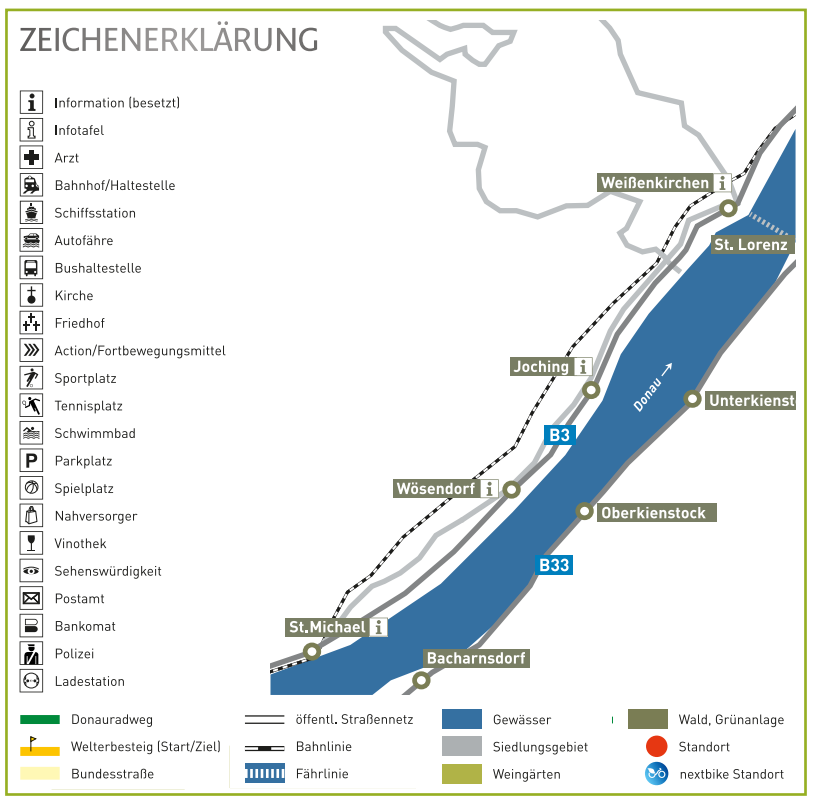 ZEICHENERKLÄRUNG
Information (besetzt)
Infotafel
Arzt
Bahnhof/Haltestelle
Schiffsstation
Autofähre
Bushaltestelle
Kirche
Friedhof
Action/Fortbewegungsmittel
Sportplatz
Tennisplatz
Schwimmbad
P Parkplatz
Spielplatz
Nahversorger
Vinothek
Sehenswürdigkeit
Postamt
Bankomat
Polizei
Ladestation
Weißenkirchen i
St. Lorenz
Joching i
Donau →
Unterkienst
B3
Wösendorf i
Oberkienstock
B33
St.Michael i
Bacharnsdorf
Donauradweg
Welterbesteig (Start/Ziel)
Bundesstraße
öffentl. Straßennetz
Bahnlinie
Fährlinie
Gewässer
Siedlungsgebiet
Weingärten
Wald, Grünanlage
Standort
nextbike Standort